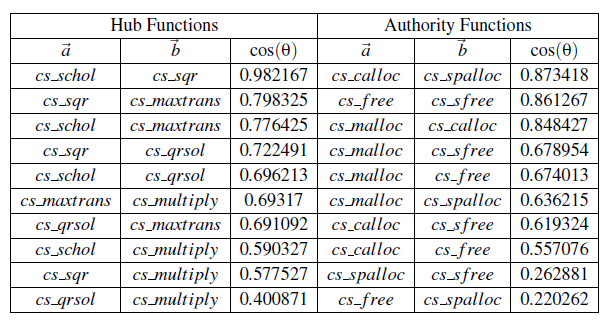 Hub Functions Authority Functions
a⃗ b⃗ cos(θ) a⃗ b⃗ cos(θ)
cs_schol cs_sqr 0.982167 cs_calloc cs_spalloc 0.873418
cs_sqr cs_maxtrans 0.798325 cs_free cs_sfree 0.861267
cs_schol cs_maxtrans 0.776425 cs_malloc cs_calloc 0.848427
cs_sqr cs_qrsol 0.722491 cs_malloc cs_sfree 0.678954
cs_schol cs_qrsol 0.696213 cs_malloc cs_free 0.674013
cs_maxtrans cs_multiply 0.69317 cs_malloc cs_spalloc 0.636215
cs_qrsol cs_maxtrans 0.691092 cs_calloc cs_sfree 0.619324
cs_schol cs_multiply 0.590327 cs_calloc cs_free 0.557076
cs_sqr cs_multiply 0.577527 cs_spalloc cs_sfree 0.262881
cs_qrsol cs_multiply 0.400871 cs_free cs_spalloc 0.220262